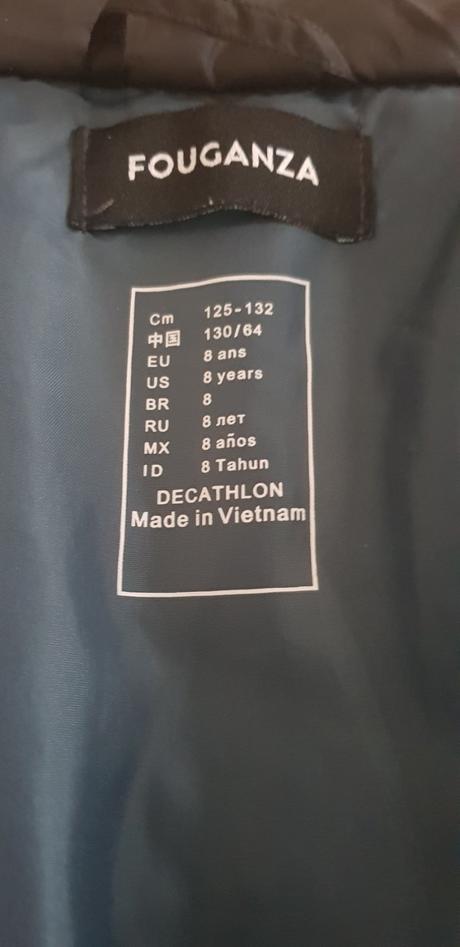 FOUGANZA
Cm 125-132
中国 130/64
EU 8 ans
US 8 years
BR 8
RU 8 лет
MX 8 años
ID 8 Tahun
DECATHLON
Made in Vietnam